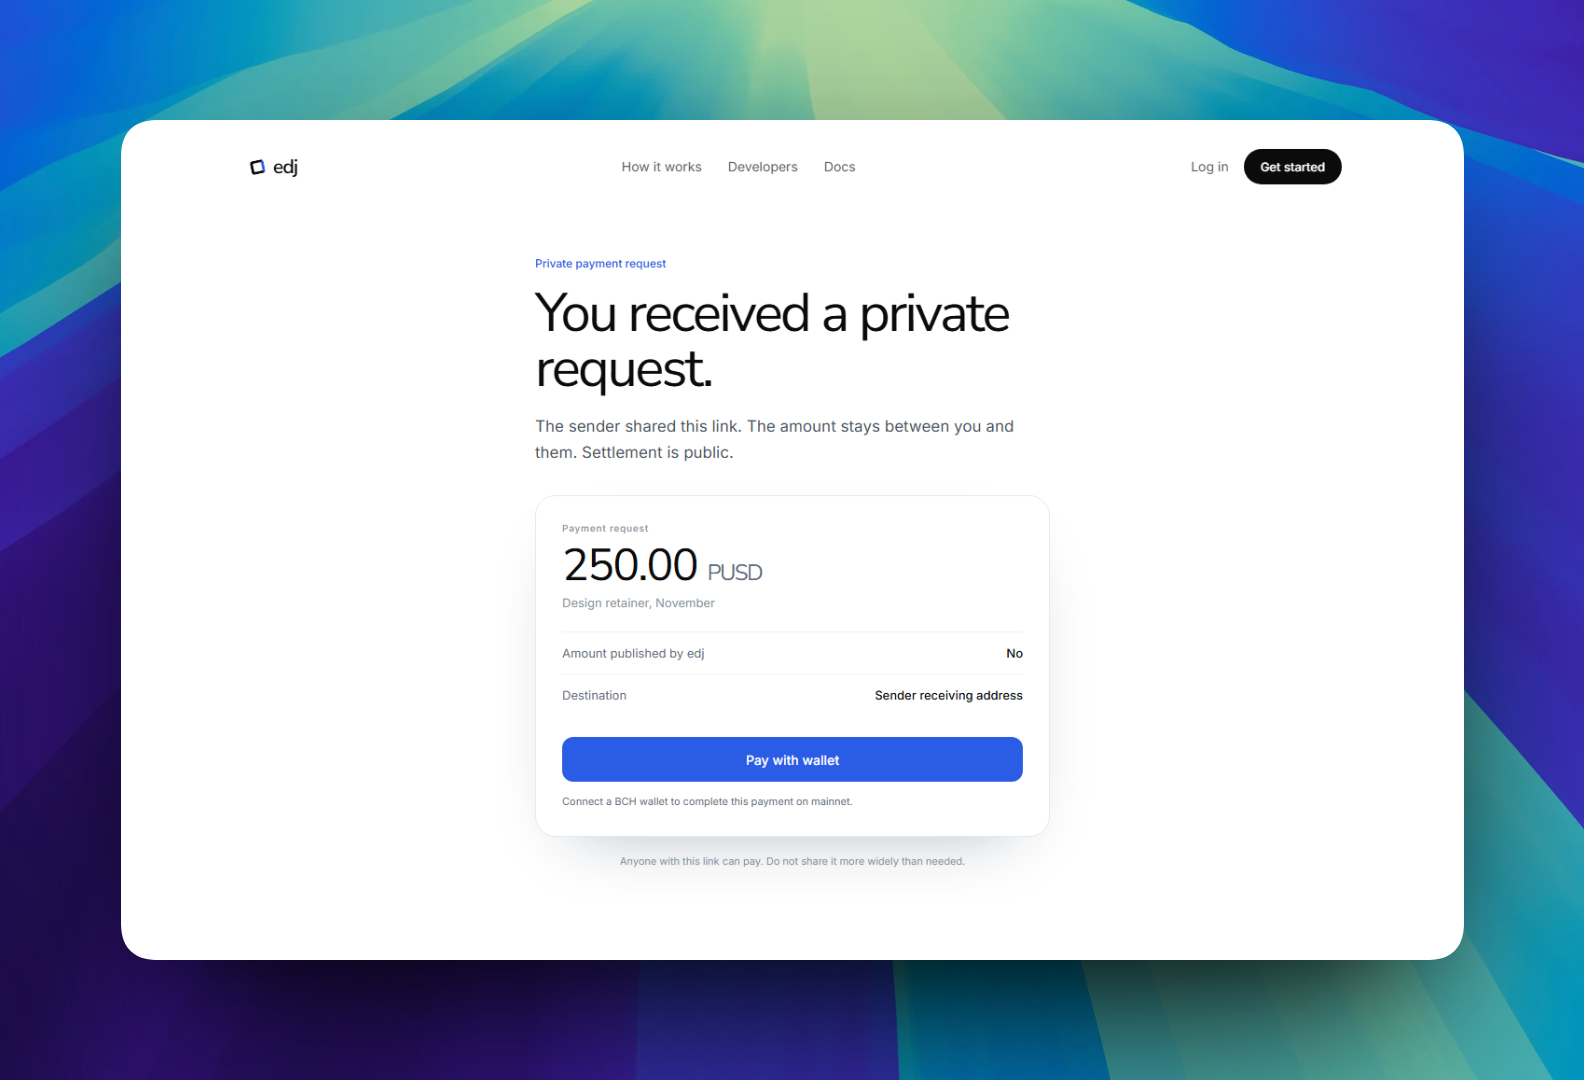 edj
How it works
Developers
Docs
Log in
Get started
Private payment request
You received a private
request.
The sender shared this link. The amount stays between you and
them. Settlement is public.
Payment request
250.00 PUSD
Design retainer, November
Amount published by edj
No
Destination
Sender receiving address
Pay with wallet
Connect a BCH wallet to complete this payment on mainnet.
Anyone with this link can pay. Do not share it more widely than needed.